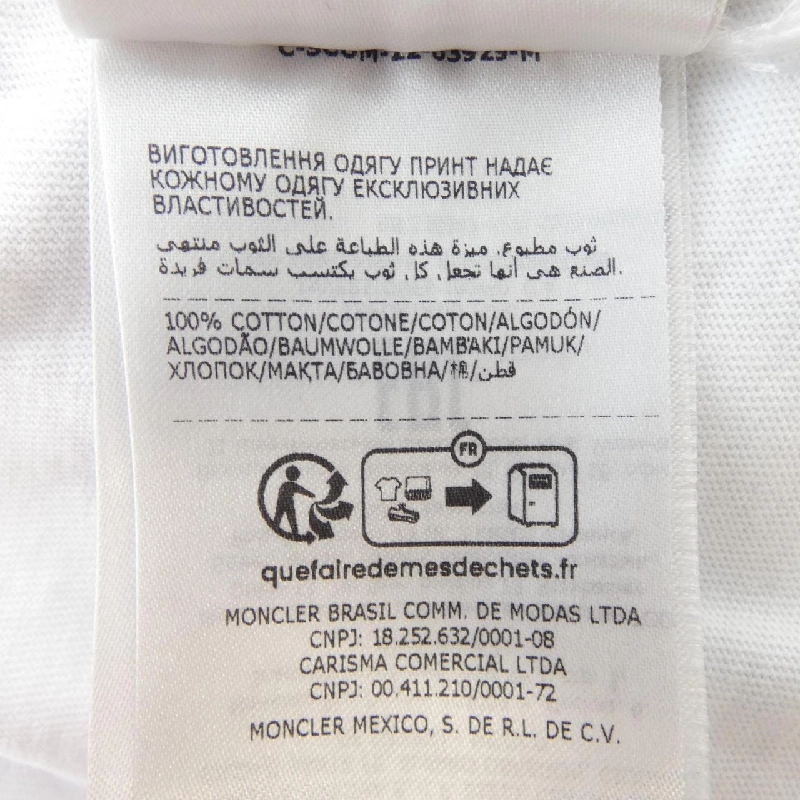 ВИГОТОВЛЕННЯ ОДЯГУ ПРИНТ НАДАЄ
КОЖНОМУ ОДЯГУ ЕКСКЛЮЗИВНИХ
ВЛАСТИВОСТЕЙ.
ثوب مطبوع. ميزة هذه الطباعة على الثوب منتهى
الصنع هى أنها تجعل. كل. ثوب يكتسب سمات فريدة.
100% COTTON/COTONE/COTON/ALGODÓN/
ALGODÃO/BAUMWOLLE/BAMBAKI/PAMUK/
ХЛОПОК/МАҚТА/БАВОВНА/棉/قطن
FR
quefairedemesdechets.fr
MONCLER BRASIL COMM. DE MODAS LTDA
CNPJ: 18.252.632/0001-08
CARISMA COMERCIAL LTDA
CNPJ: 00.411.210/0001-72
MONCLER MEXICO, S. DE R.L. DE C.V.